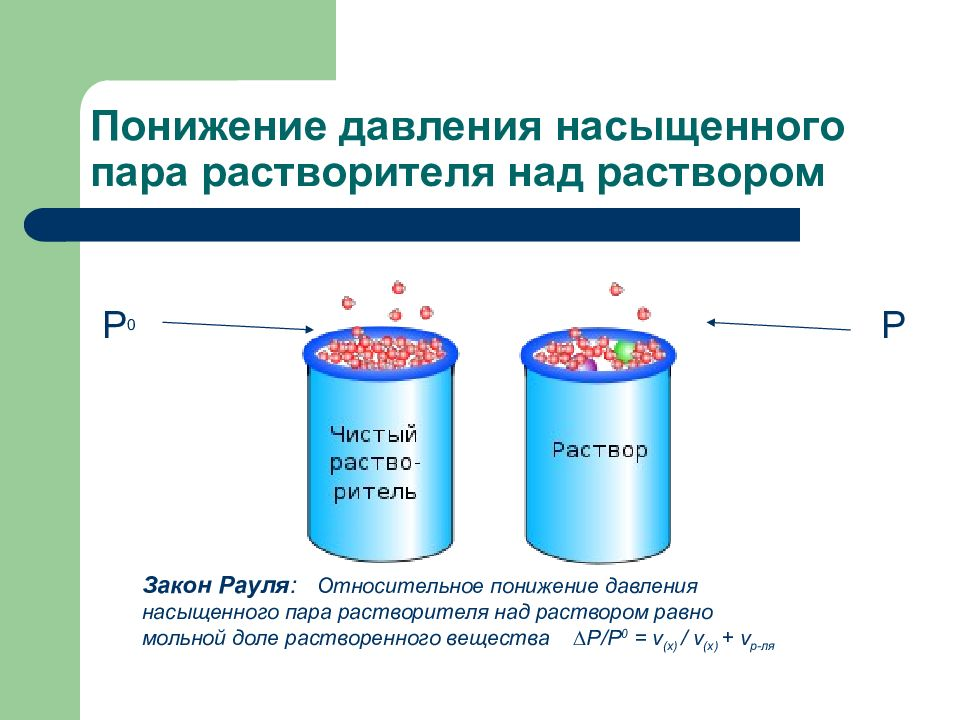 Понижение давления насыщенного
пара растворителя над раствором
P⁰
P
Чистый
раство-
ритель
Раствор
Закон Рауля: Относительное понижение давления
насыщенного пара растворителя над раствором равно
мольной доле растворенного вещества ∆P/P⁰ = ν(x) / ν(x) + νр-ля